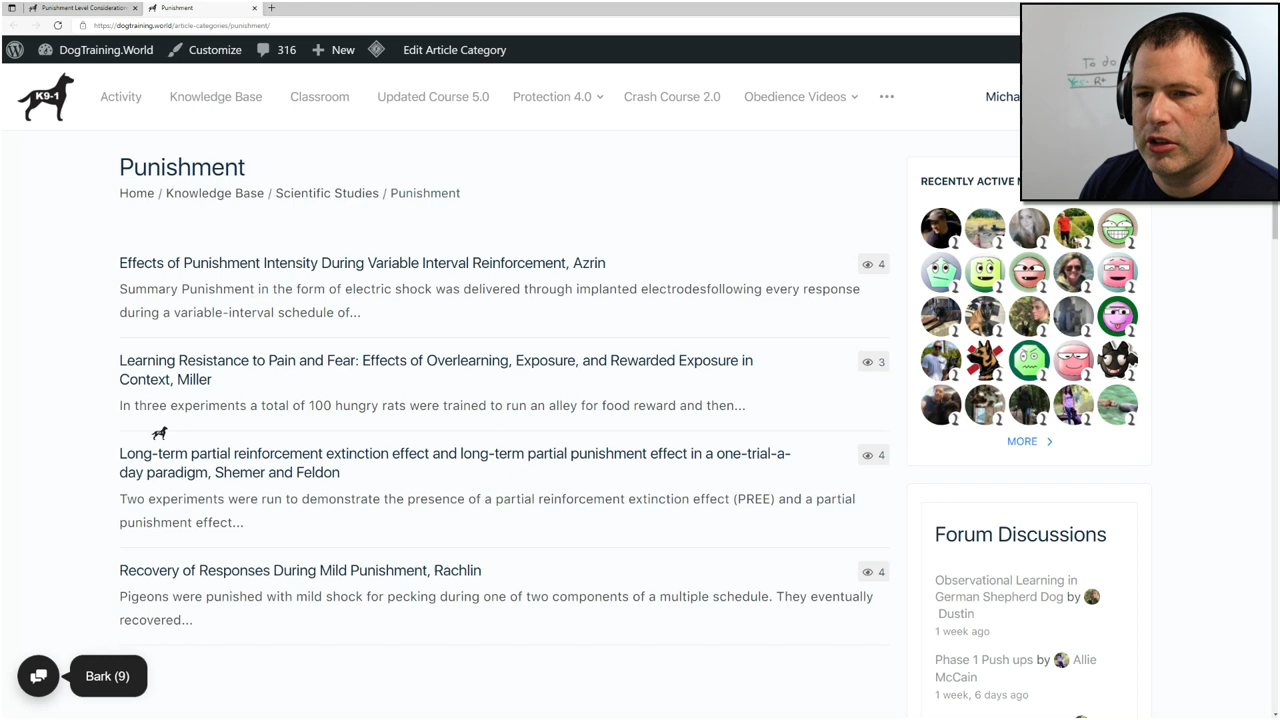 Punishment Level Consideration
Punishment
https://dogtraining.world/article-categories/punishment/
DogTraining.World
Customize
316
New
Edit Article Category
K9-1
Activity
Knowledge Base
Classroom
Updated Course 5.0
Protection 4.0
Crash Course 2.0
Obedience Videos
Micha
To do
R+
Punishment
Home / Knowledge Base / Scientific Studies / Punishment
Effects of Punishment Intensity During Variable Interval Reinforcement, Azrin
4
Summary Punishment in the form of electric shock was delivered through implanted electrodesfollowing every response
during a variable-interval schedule of...
Learning Resistance to Pain and Fear: Effects of Overlearning, Exposure, and Rewarded Exposure in
Context, Miller
3
In three experiments a total of 100 hungry rats were trained to run an alley for food reward and then...
Long-term partial reinforcement extinction effect and long-term partial punishment effect in a one-trial-a-
day paradigm, Shemer and Feldon
4
Two experiments were run to demonstrate the presence of a partial reinforcement extinction effect (PREE) and a partial
punishment effect...
Recovery of Responses During Mild Punishment, Rachlin
4
Pigeons were punished with mild shock for pecking during one of two components of a multiple schedule. They eventually
recovered...
Bark (9)
RECENTLY ACTIVE
MORE
Forum Discussions
Observational Learning in
German Shepherd Dog by
Dustin
1 week ago
Phase 1 Push ups by Allie
McCain
1 week, 6 days ago